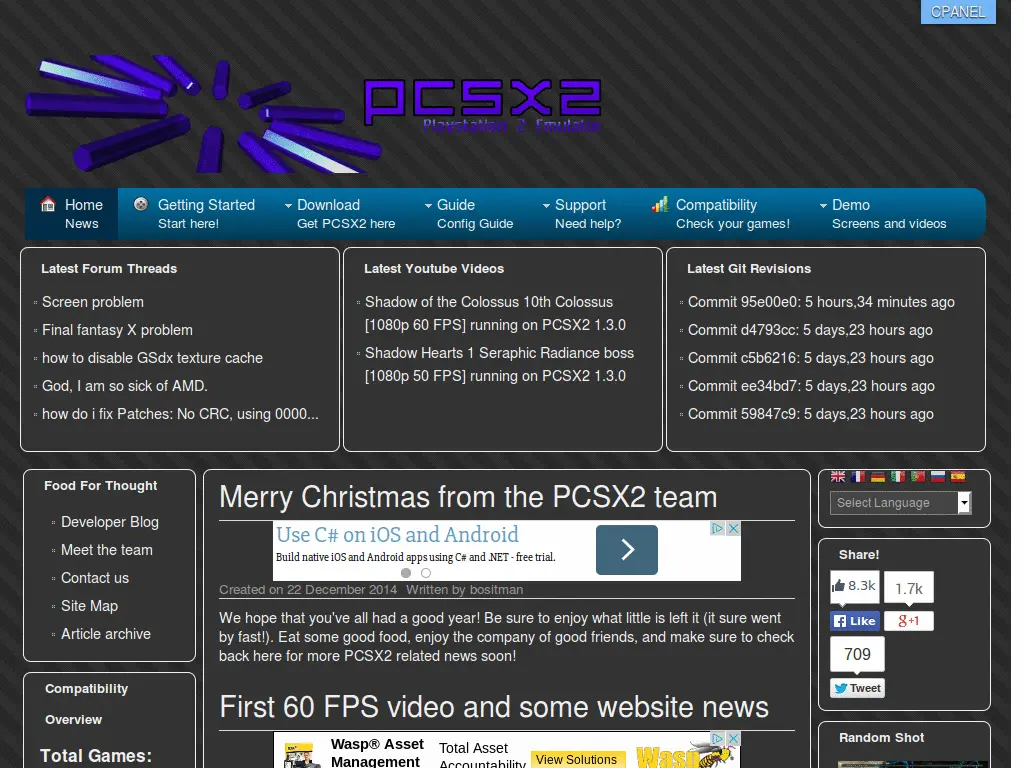 CPANEL
PCSX2
Playstation 2 Emulator
Home
News
Getting Started
Start here!
Download
Get PCSX2 here
Guide
Config Guide
Support
Need help?
Compatibility
Check your games!
Demo
Screens and videos
Latest Forum Threads
Screen problem
Final fantasy X problem
how to disable GSdx texture cache
God, I am so sick of AMD.
how do i fix Patches: No CRC, using 0000...
Latest Youtube Videos
Shadow of the Colossus 10th Colossus
[1080p 60 FPS] running on PCSX2 1.3.0
Shadow Hearts 1 Seraphic Radiance boss
[1080p 50 FPS] running on PCSX2 1.3.0
Latest Git Revisions
Commit 95e00e0: 5 hours,34 minutes ago
Commit d4793cc: 5 days,23 hours ago
Commit c5b6216: 5 days,23 hours ago
Commit ee34bd7: 5 days,23 hours ago
Commit 59847c9: 5 days,23 hours ago
Food For Thought
Developer Blog
Meet the team
Contact us
Site Map
Article archive
Compatibility
Overview
Total Games:
Merry Christmas from the PCSX2 team
Use C# on iOS and Android
Build native iOS and Android apps using C# and .NET - free trial.
Created on 22 December 2014 Written by bositman
We hope that you've all had a good year! Be sure to enjoy what little is left it (it sure went
by fast!). Eat some good food, enjoy the company of good friends, and make sure to check
back here for more PCSX2 related news soon!
First 60 FPS video and some website news
Wasp® Asset
Management
Total Asset
Accountability
View Solutions
Wasp
Select Language
Share!
8.3k
1.7k
Like
g+1
709
Tweet
Random Shot